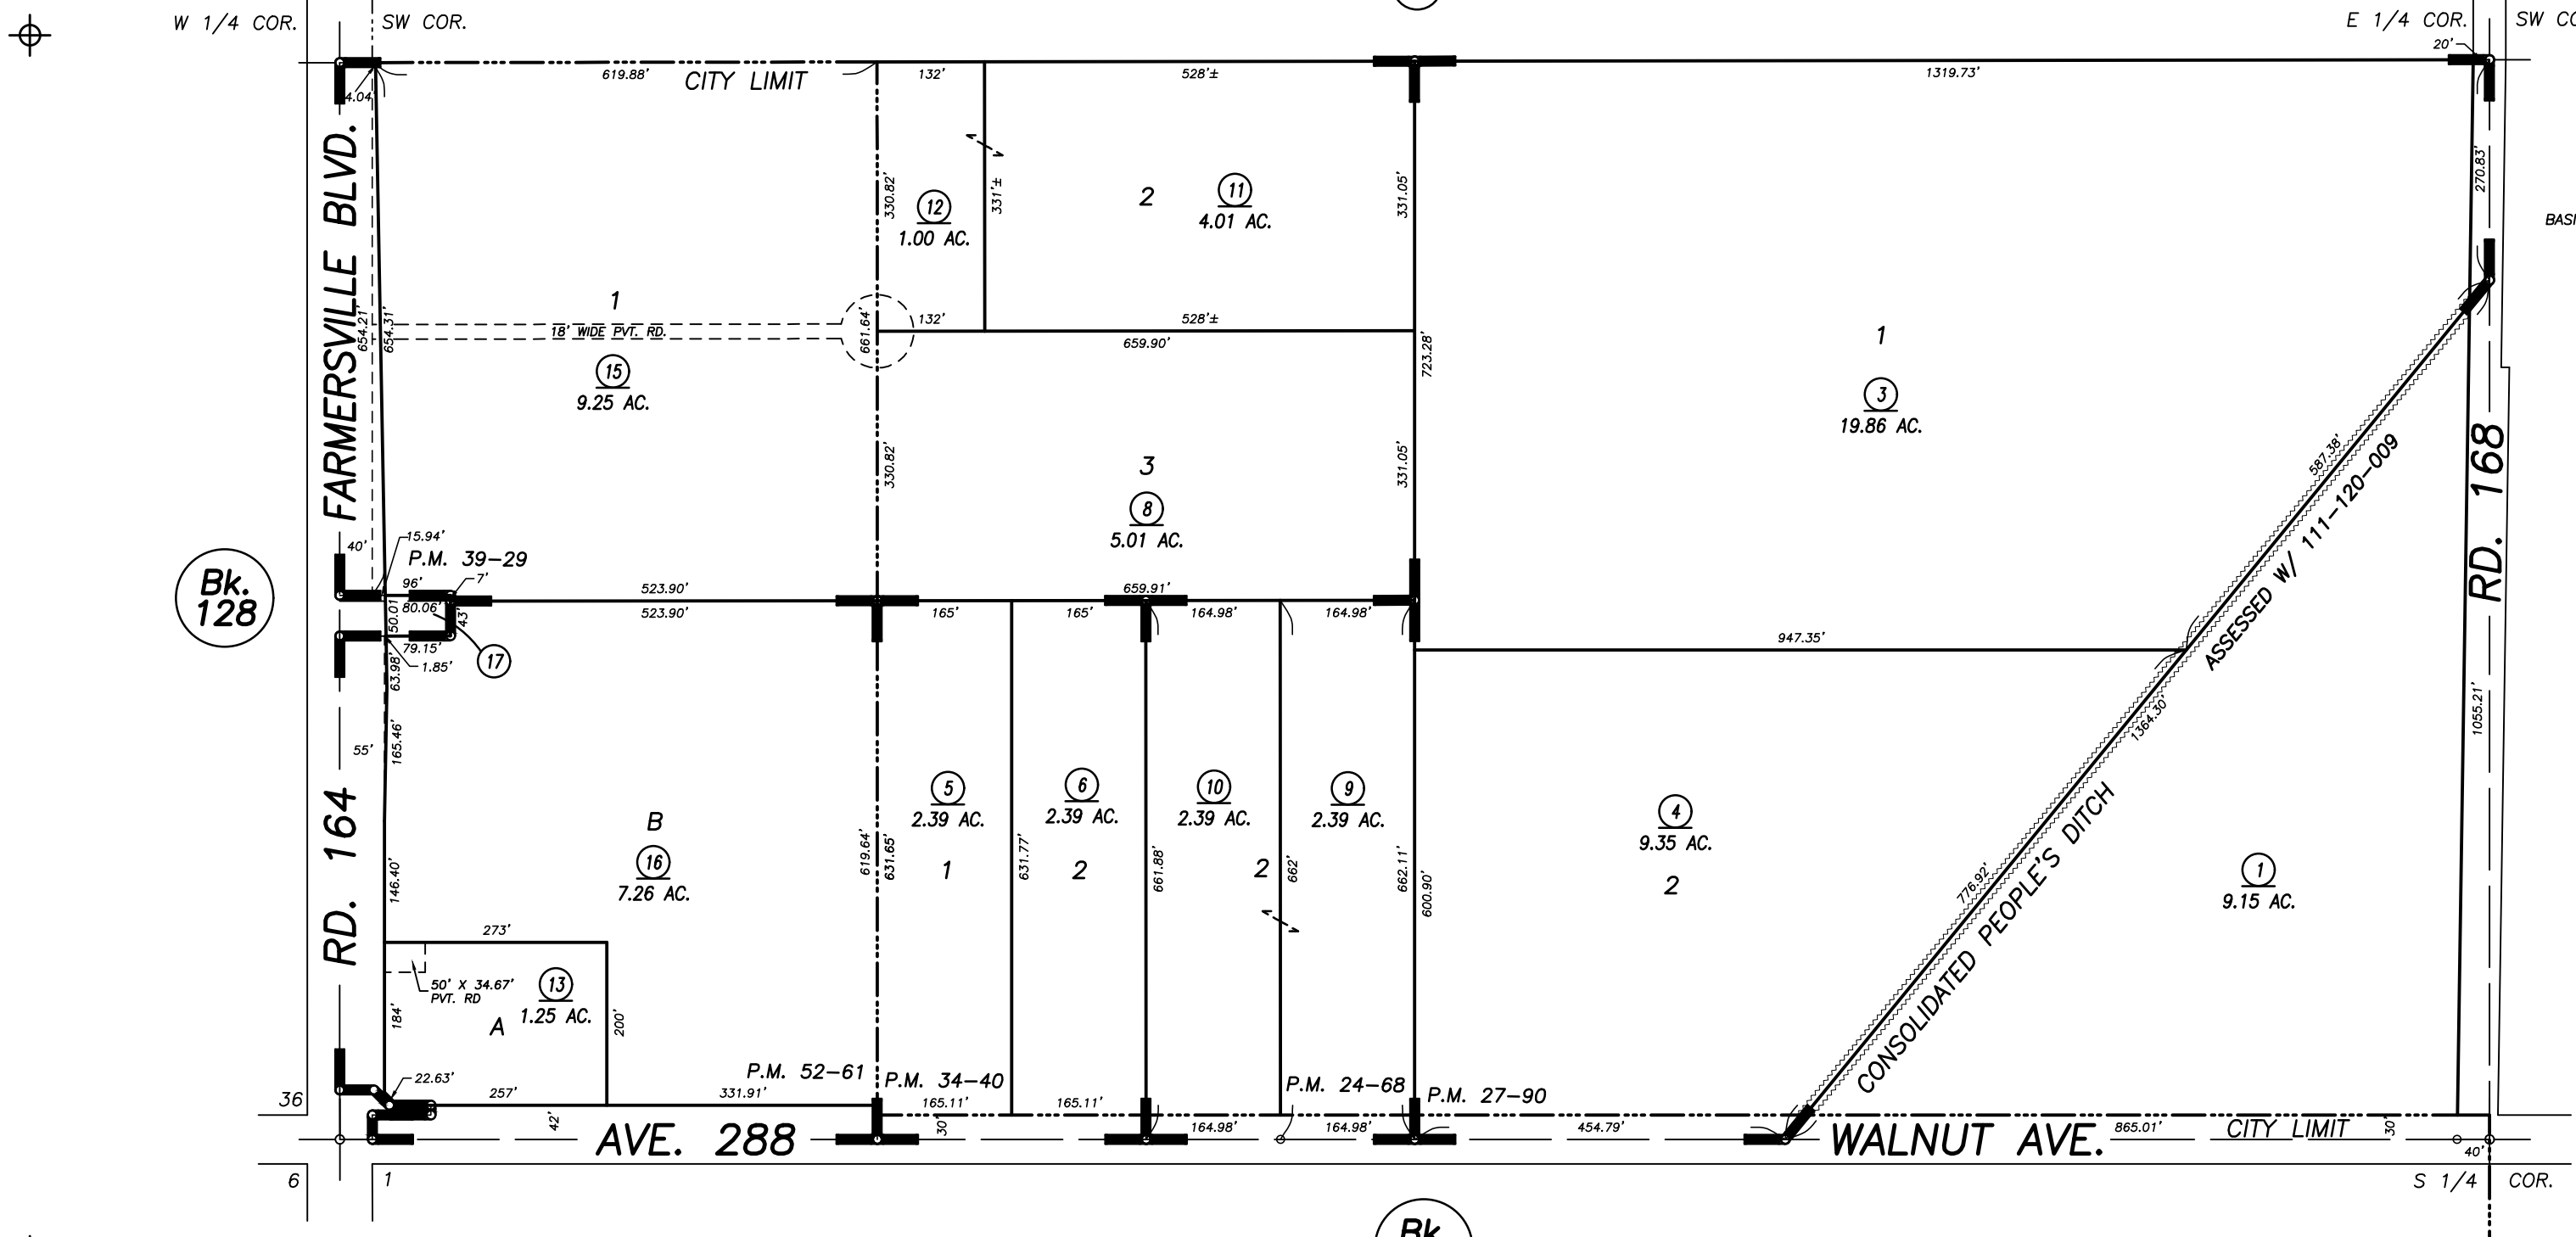 W 1/4 COR.
SW COR.
E 1/4 COR.
SW CO
20'
619.88'
CITY LIMIT
132'
528'±
1319.73'
4.04'
FARMERSVILLE BLVD.
330.82'
331'±
331.05'
270.83'
12
1.00 AC.
2
11
4.01 AC.
BASI
1
18' WIDE PVT. RD.
654.21'
654.31'
661.64'
132'
528'±
659.90'
723.28'
1
15
9.25 AC.
3
19.86 AC.
330.82'
331.05'
3
8
5.01 AC.
587.38'
ASSESSED W/ 111-120-009
RD. 168
40'
15.94'
P.M. 39-29
96'
7'
Bk.
128
50.01'
80.06'
43'
523.90'
523.90'
659.91'
165'
165'
164.98'
164.98'
79.15'
1.85'
17
63.98'
947.35'
55'
165.46'
1364.30'
1055.21'
RD. 164
B
16
7.26 AC.
146.40'
619.64'
631.65'
5
2.39 AC.
1
631.77'
6
2.39 AC.
2
661.88'
10
2.39 AC.
2
662'
9
2.39 AC.
662.11'
600.90'
4
9.35 AC.
2
776.92'
CONSOLIDATED PEOPLE'S DITCH
1
9.15 AC.
273'
50' X 34.67'
PVT. RD
13
1.25 AC.
A
184'
200'
22.63'
257'
331.91'
P.M. 52-61
P.M. 34-40
P.M. 24-68
P.M. 27-90
36
165.11'
165.11'
42'
30'
164.98'
164.98'
454.79'
865.01'
CITY LIMIT
30'
AVE. 288
WALNUT AVE.
40'
6
1
S 1/4
COR.
Bk